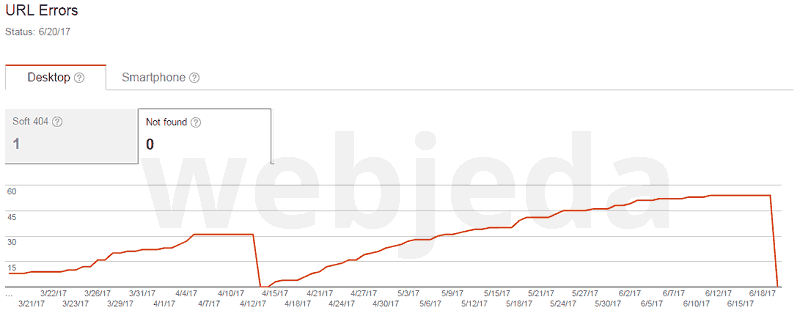 URL Errors
Status: 6/20/17
Desktop ? Smartphone ?
Soft 404 ? Not found ?
1 0
webjeda
60
45
30
15
... 3/22/17 3/26/17 3/31/17 4/7/17 4/12/17 4/15/17 4/21/17 4/27/17 5/3/17 5/9/17 5/15/17 5/21/17 5/27/17 6/2/17 6/7/17 6/12/17 6/18/17
3/21/17 3/23/17 3/29/17 4/1/17 4/10/17 4/18/17 4/24/17 4/30/17 5/6/17 5/12/17 5/18/17 5/24/17 5/30/17 6/5/17 6/10/17 6/15/17